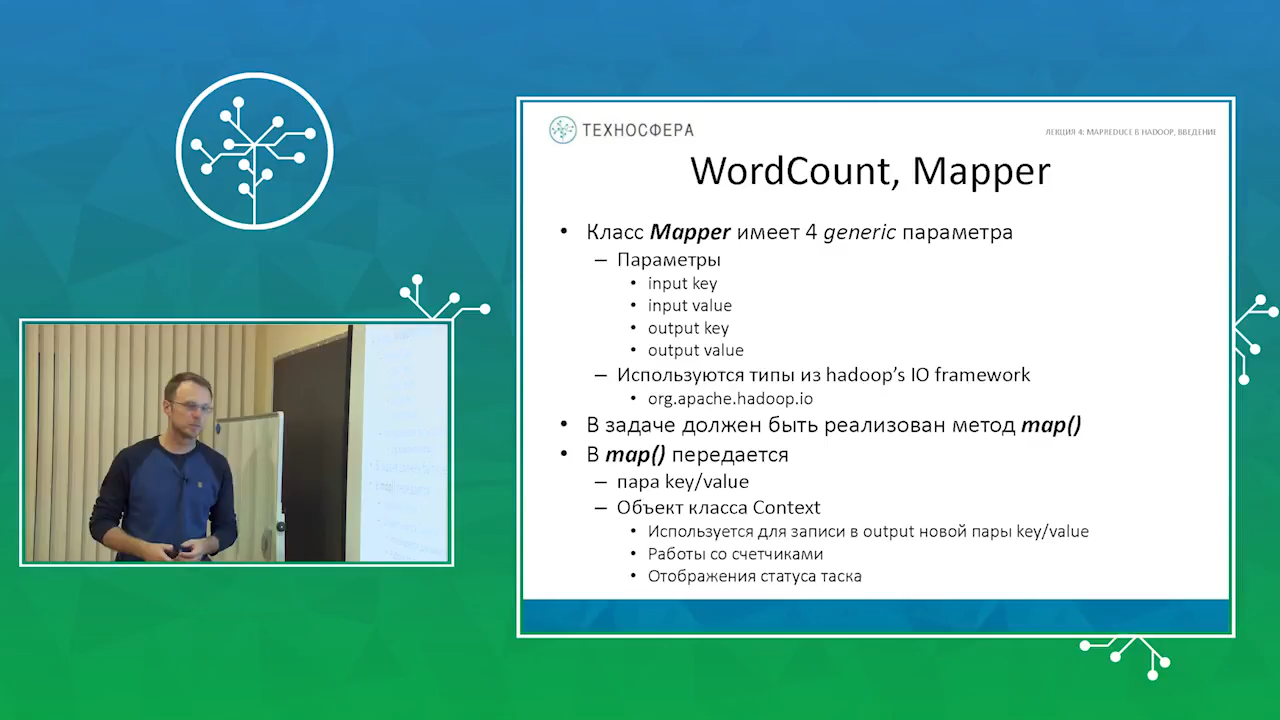 ТЕХНОСФЕРА
ЛЕКЦИЯ 4: MAPREDUCE В HADOOP, ВВЕДЕНИЕ
WordCount, Mapper
• Класс Mapper имеет 4 generic параметра
– Параметры
• input key
• input value
• output key
• output value
– Используются типы из hadoop’s IO framework
• org.apache.hadoop.io
• В задаче должен быть реализован метод map()
• В map() передается
– пара key/value
– Объект класса Context
• Используется для записи в output новой пары key/value
• Работы со счетчиками
• Отображения статуса таска